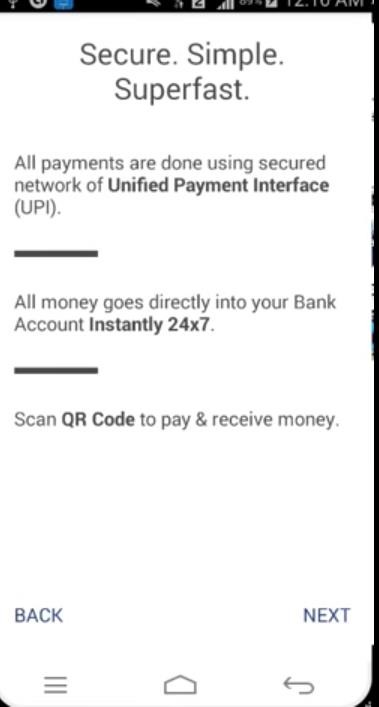 12:10 AM
Secure. Simple.
Superfast.
All payments are done using secured
network of Unified Payment Interface
(UPI).
All money goes directly into your Bank
Account Instantly 24x7.
Scan QR Code to pay & receive money.
BACK
NEXT